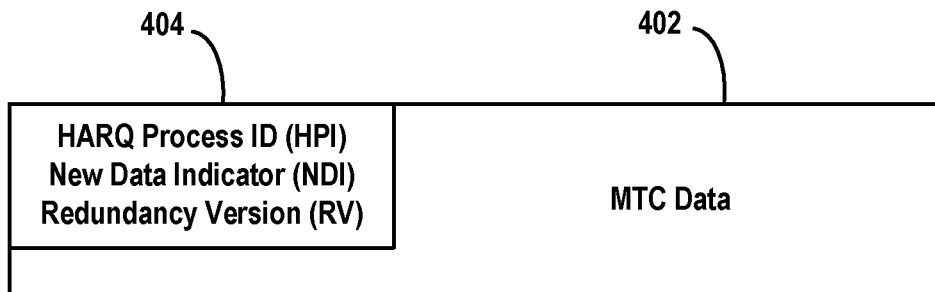 404
402
HARQ Process ID (HPI)
New Data Indicator (NDI)
Redundancy Version (RV)
MTC Data